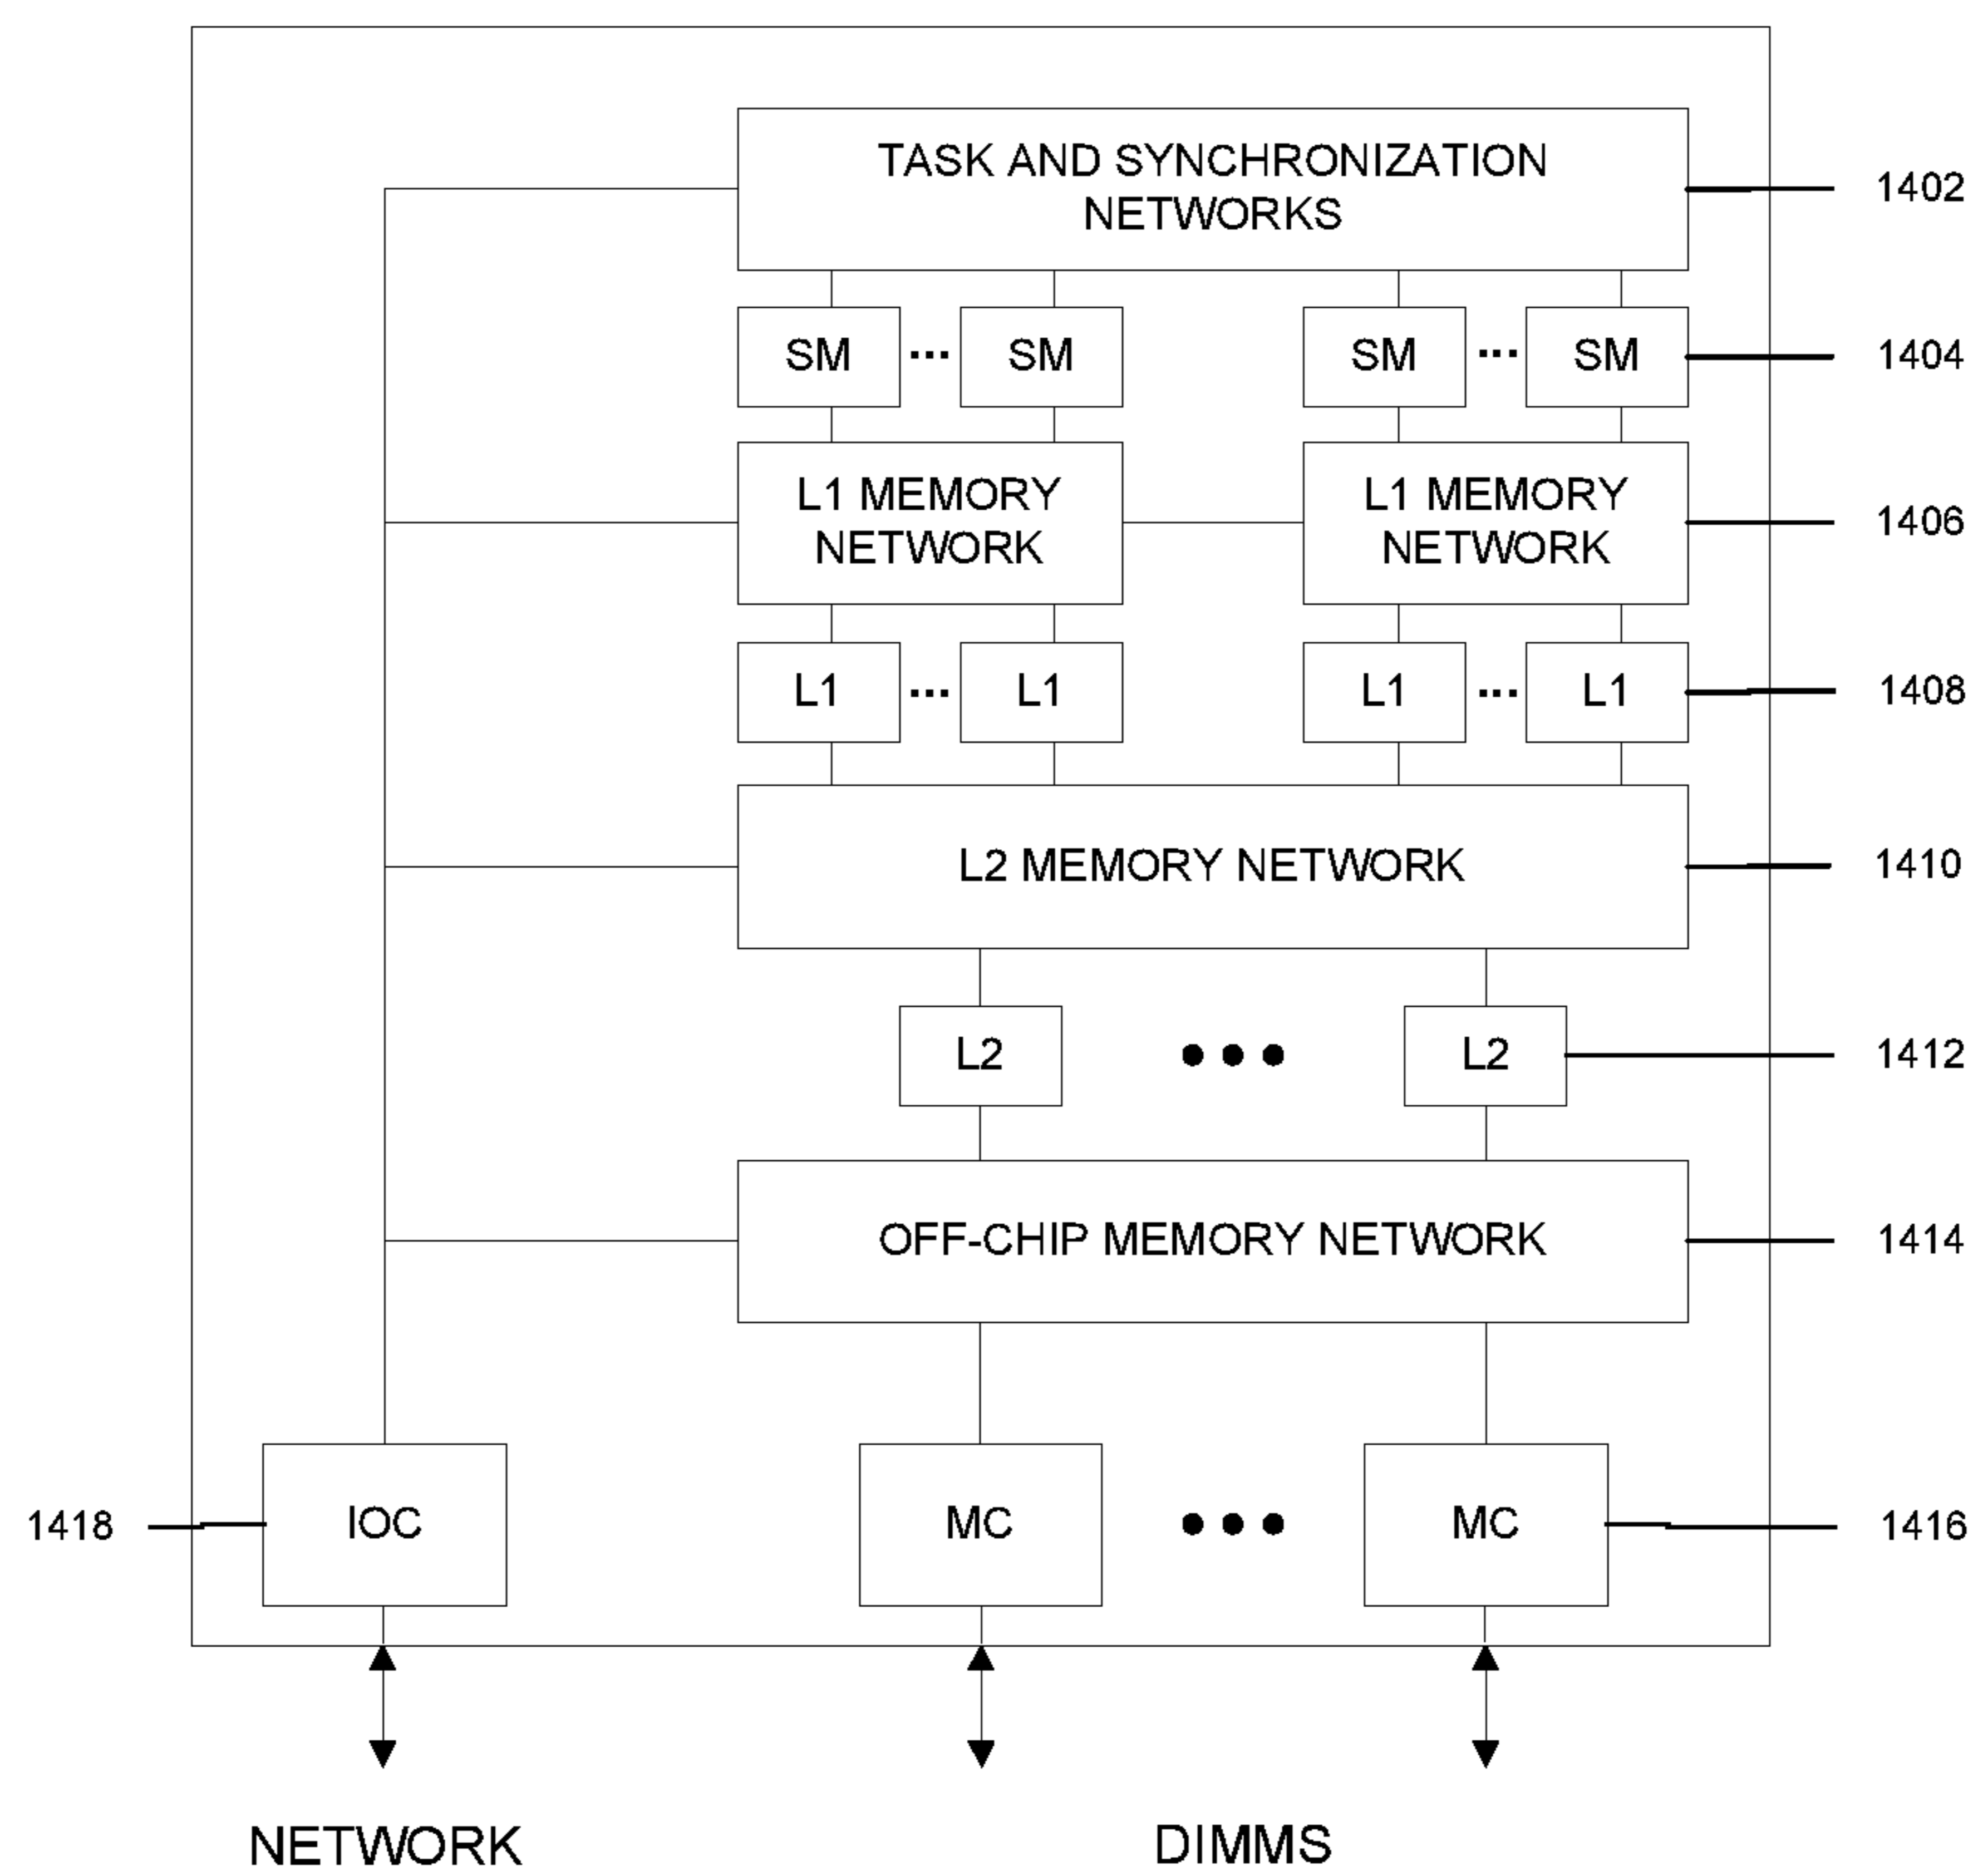 TASK AND SYNCHRONIZATION
NETWORKS
1402
SM ... SM SM ... SM
1404
L1 MEMORY
NETWORK
L1 MEMORY
NETWORK
1406
L1 ... L1 L1 ... L1
1408
L2 MEMORY NETWORK
1410
L2 ... L2
1412
OFF-CHIP MEMORY NETWORK
1414
1418
IOC
MC ... MC
1416
NETWORK
DIMMS